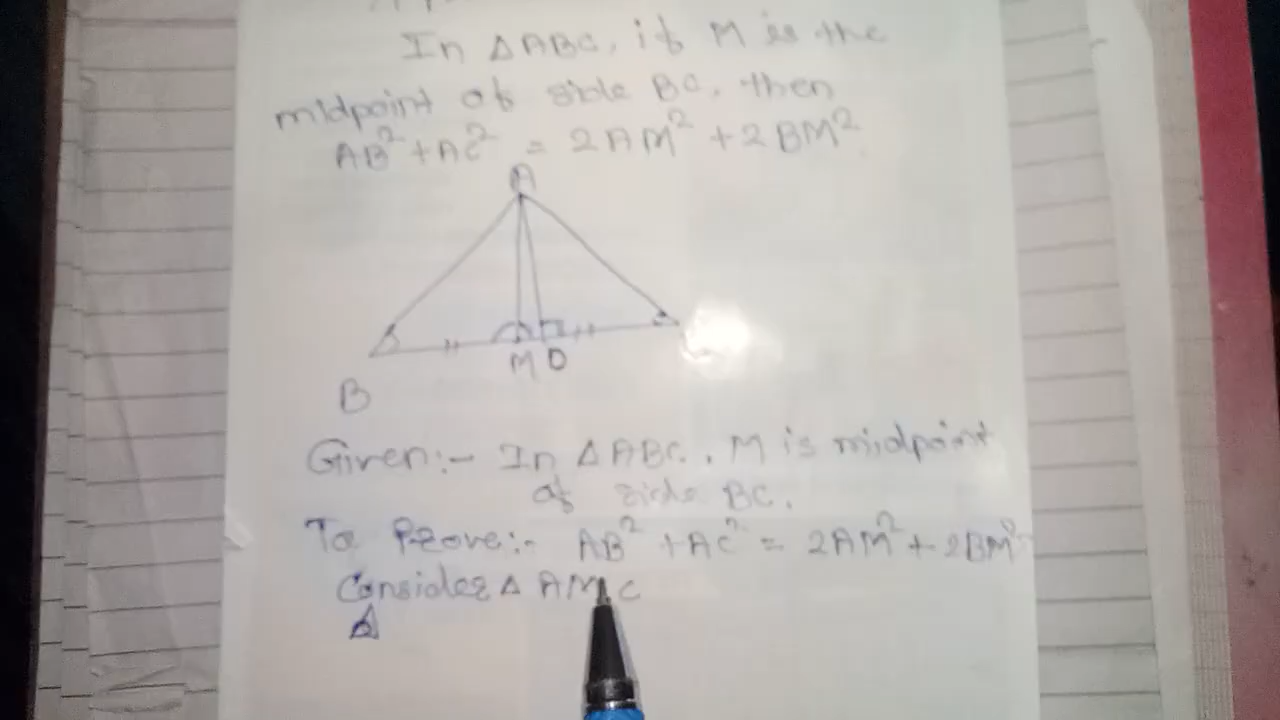 In △ABC, if M is the
midpoint of side BC, then
AB² + AC² = 2AM² + 2BM²
A
M D
B
Given:- In △ABC, M is midpoint
of side BC.
To Prove:- AB² + AC² = 2AM² + 2BM²
Consider △ AMC